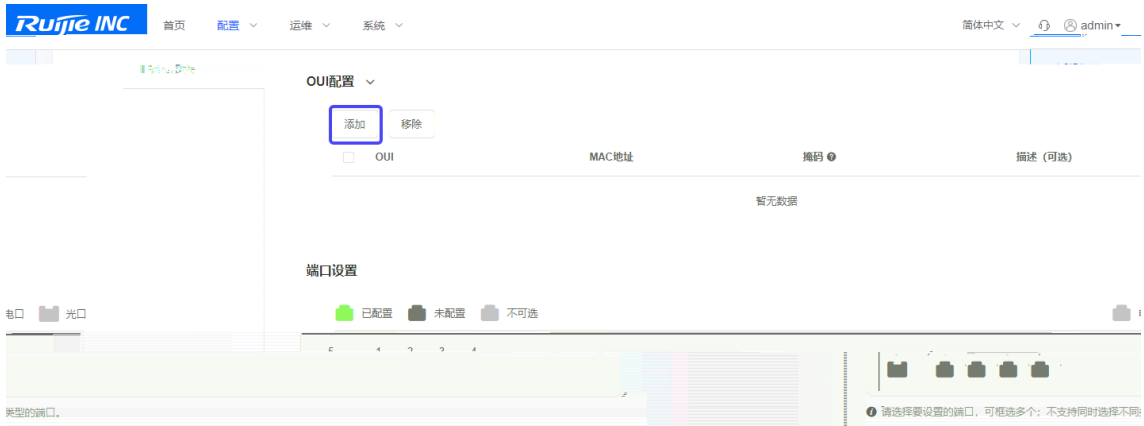 Ruijie INC 首页 配置 运维 系统 简体中文 admin
OUI配置
添加 移除
OUI MAC地址 掩码 描述 (可选)
暂无数据
端口设置
电口 光口 已配置 未配置 不可选
5 1 2 3 4
类型的端口。 请选择要设置的端口，可框选多个；不支持同时选择不同